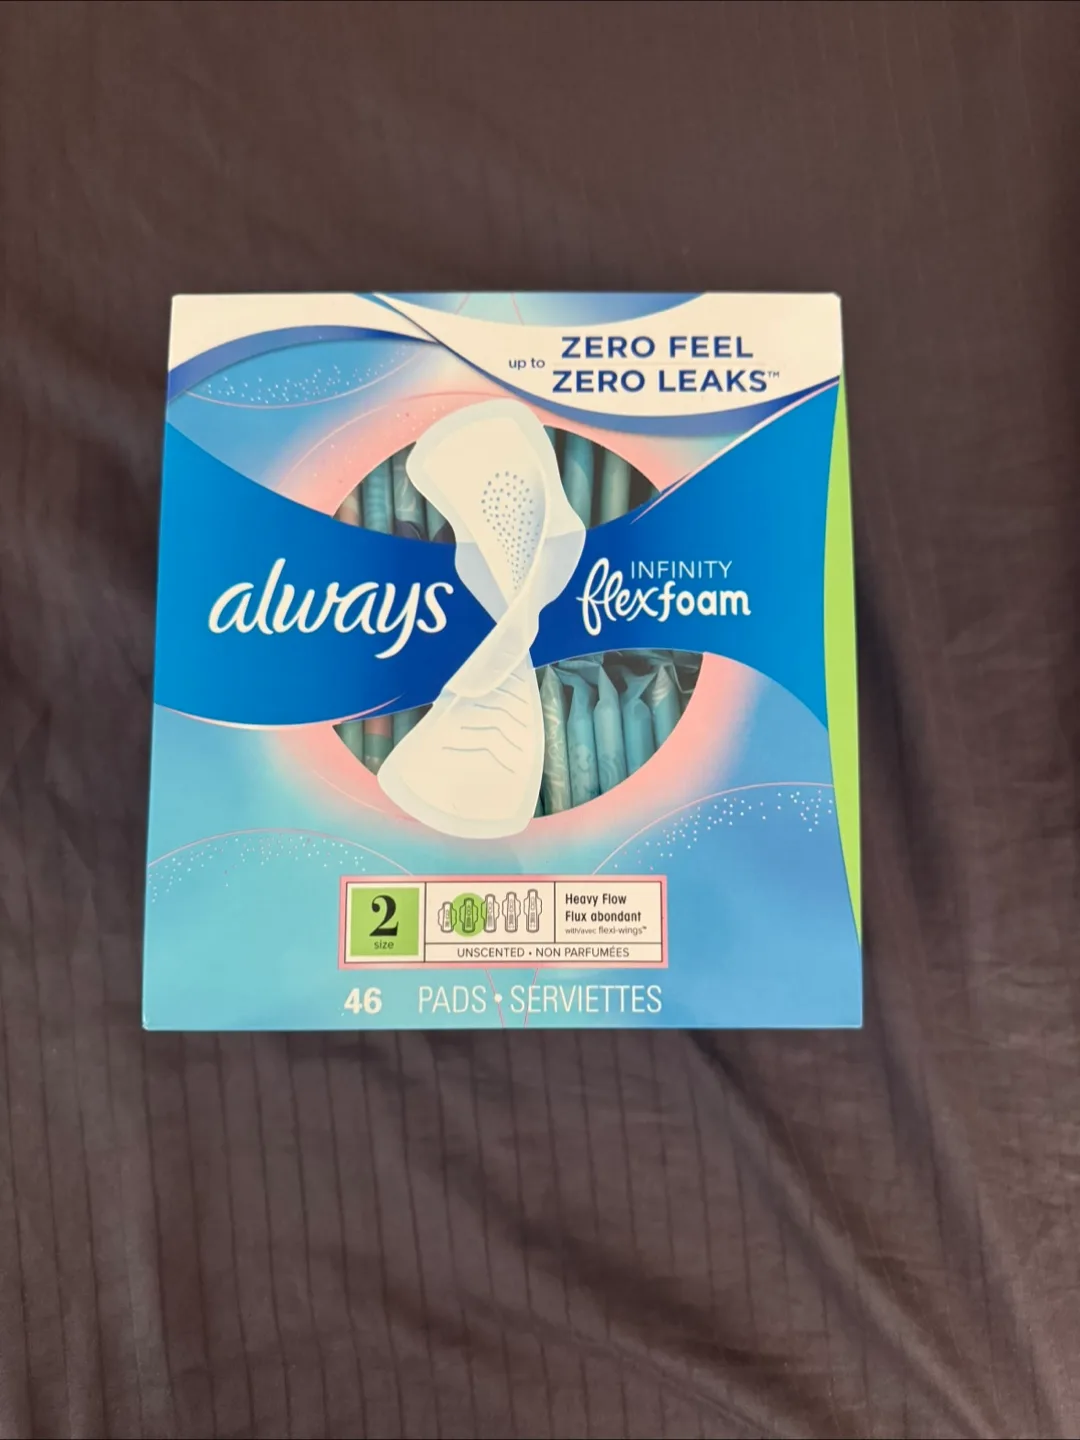 up to ZERO FEEL
ZERO LEAKS™
always
INFINITY
flexfoam
2
size
Heavy Flow
Flux abondant
with/avec flexi-wings™
UNSCENTED • NON PARFUMÉES
46 PADS • SERVIETTES